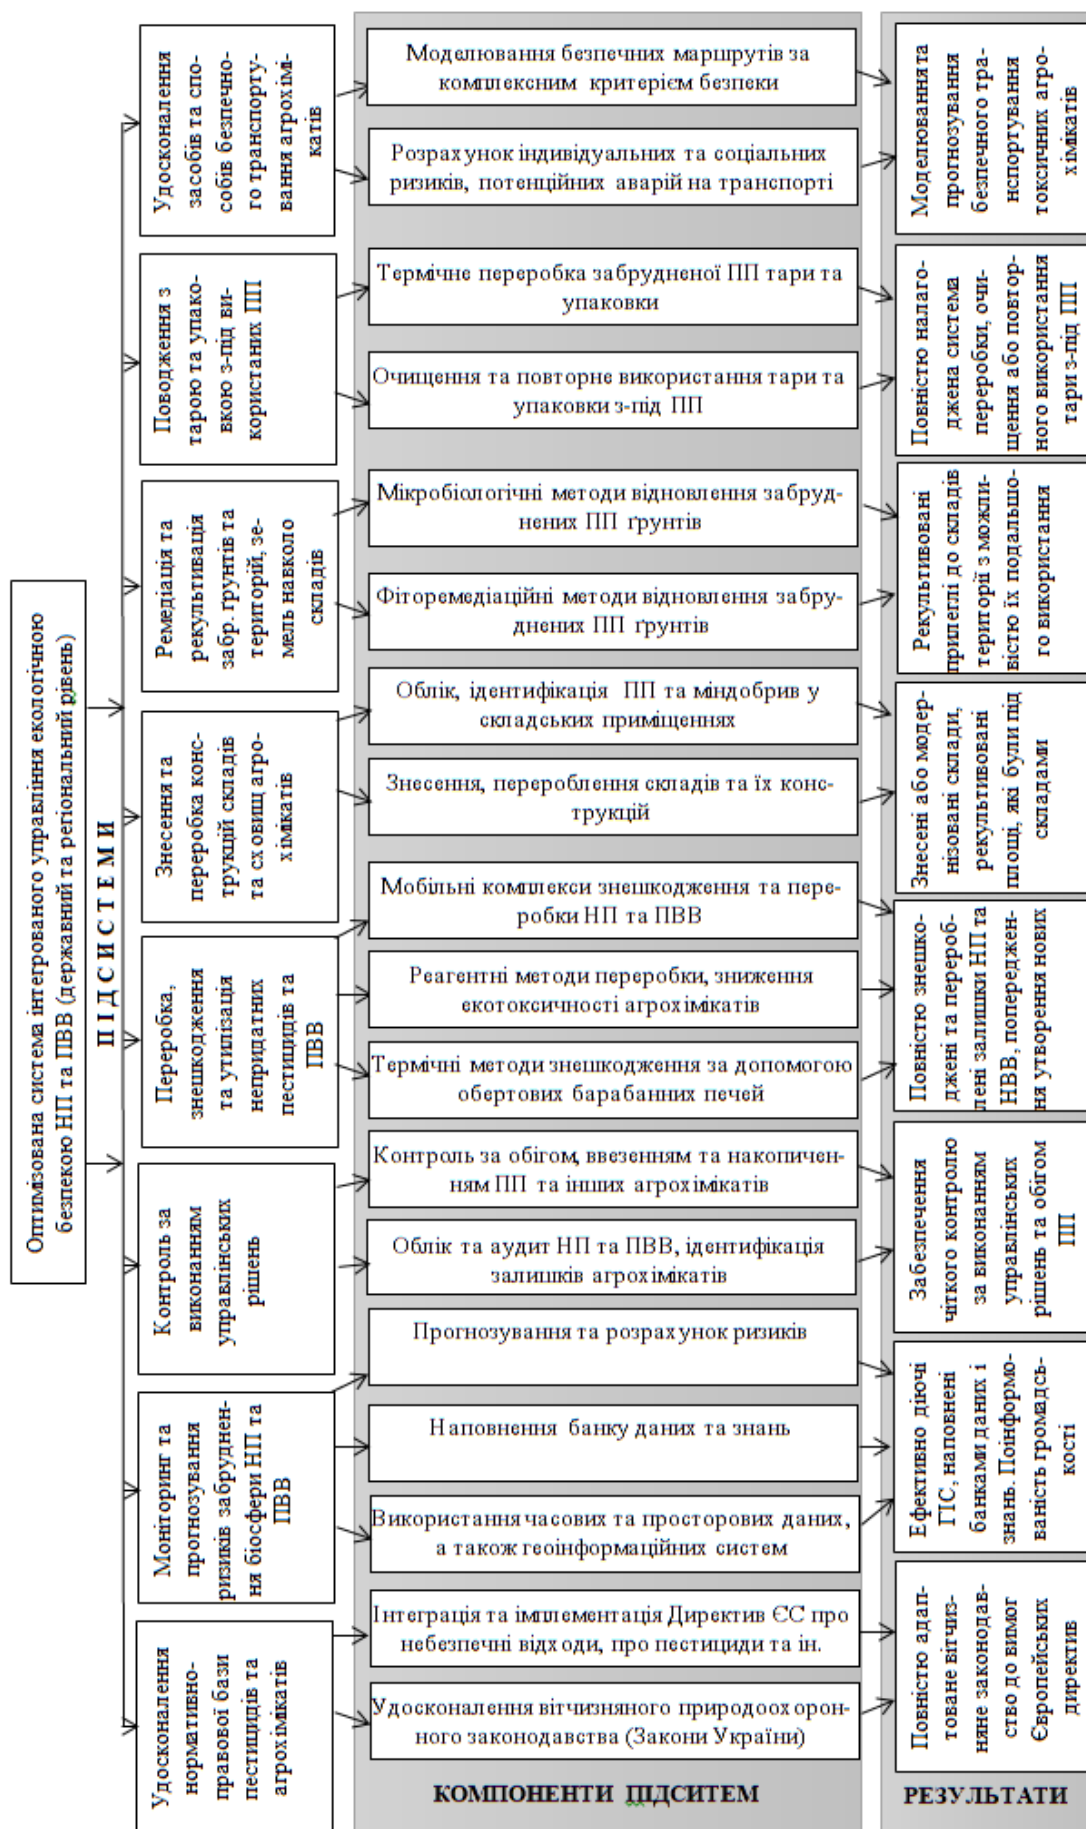 Оптимізована система інтегрованого управління екологічною
безпекою НП та ПВВ (державний та регіональний рівень)
ПІДСИСТЕМИ
Удосконалення
засобів та спо-
собів безпечно-
го транспорту-
вання агрохімі-
катів
Моделювання безпечних маршрутів за
комплексним критерієм безпеки
Розрахунок індивідуальних та соціальних
ризиків, потенційних аварій на транспорті
Моделювання та
прогнозування
безпечного тра-
нспортування
токсичних агро-
хімікатів
Поводження з
тарою та упако-
вкою з-під ви-
користаних ПП
Термічне переробка забрудненої ПП тари та
упаковки
Очищення та повторне використання тари та
упаковки з-під ПП
Повністю налаго-
джена система
переробки, очи-
щення або повтор-
ного використання
тари з-під ПП
Ремедіація та
рекультивація
забр. ґрунтів та
територій, зе-
мель навколо
складів
Мікробіологічні методи відновлення забруд-
нених ПП ґрунтів
Фіторемедіаційні методи відновлення забру-
днених ПП ґрунтів
Рекультивовані
прилеглі до складів
території з можли-
вістю їх подальшо-
го використання
Знесення та
переробка конс-
трукцій складів
та сховищ агро-
хімікатів
Облік, ідентифікація ПП та міндобрив у
складських приміщеннях
Знесення, перероблення складів та їх конс-
трукцій
Знесені або модер-
нізовані склади,
рекультивовані
площі, які були під
складами
Переробка,
знешкодження
та утилізація
непридатних
пестицидів та
ПВВ
Мобільні комплекси знешкодження та пере-
робки НП та ПВВ
Реагентні методи переробки, зниження
екотоксичності агрохімікатів
Термічні методи знешкодження за допомогою
обертових барабанних печей
Повністю знешко-
джені та перероб-
лені залишки НП та
НВВ, попереджен-
ня утворення нових
Контроль за
виконанням
управлінських
рішень
Контроль за обігом, ввезенням та накопичен-
ням ПП та інших агрохімікатів
Облік та аудит НП та ПВВ, ідентифікація
залишків агрохімікатів
Забезпечення
чіткого контролю
за виконанням
управлінських
рішень та обігом
ПП
Моніторинг та
прогнозування
ризиків забруднен-
ня біосфери НП та
ПВВ
Прогнозування та розрахунок ризиків
Наповнення банку даних та знань
Використання часових та просторових даних,
а також геоінформаційних систем
Ефективно діючі
ГІС, наповнені
банками даних і
знань. Поінформо-
ваність громадсь-
кості
Удосконалення
нормативно-
правової бази
пестицидів та
агрохімікатів
Інтеграція та імплементація Директив ЄС про
небезпечні відходи, про пестициди та ін.
Удосконалення вітчизняного природоохорон-
ного законодавства (Закони України)
Повністю адап-
товане вітчиз-
няне законодав-
ство до вимог
Європейських
директив
КОМПОНЕНТИ ПІДСИТЕМ
РЕЗУЛЬТАТИ